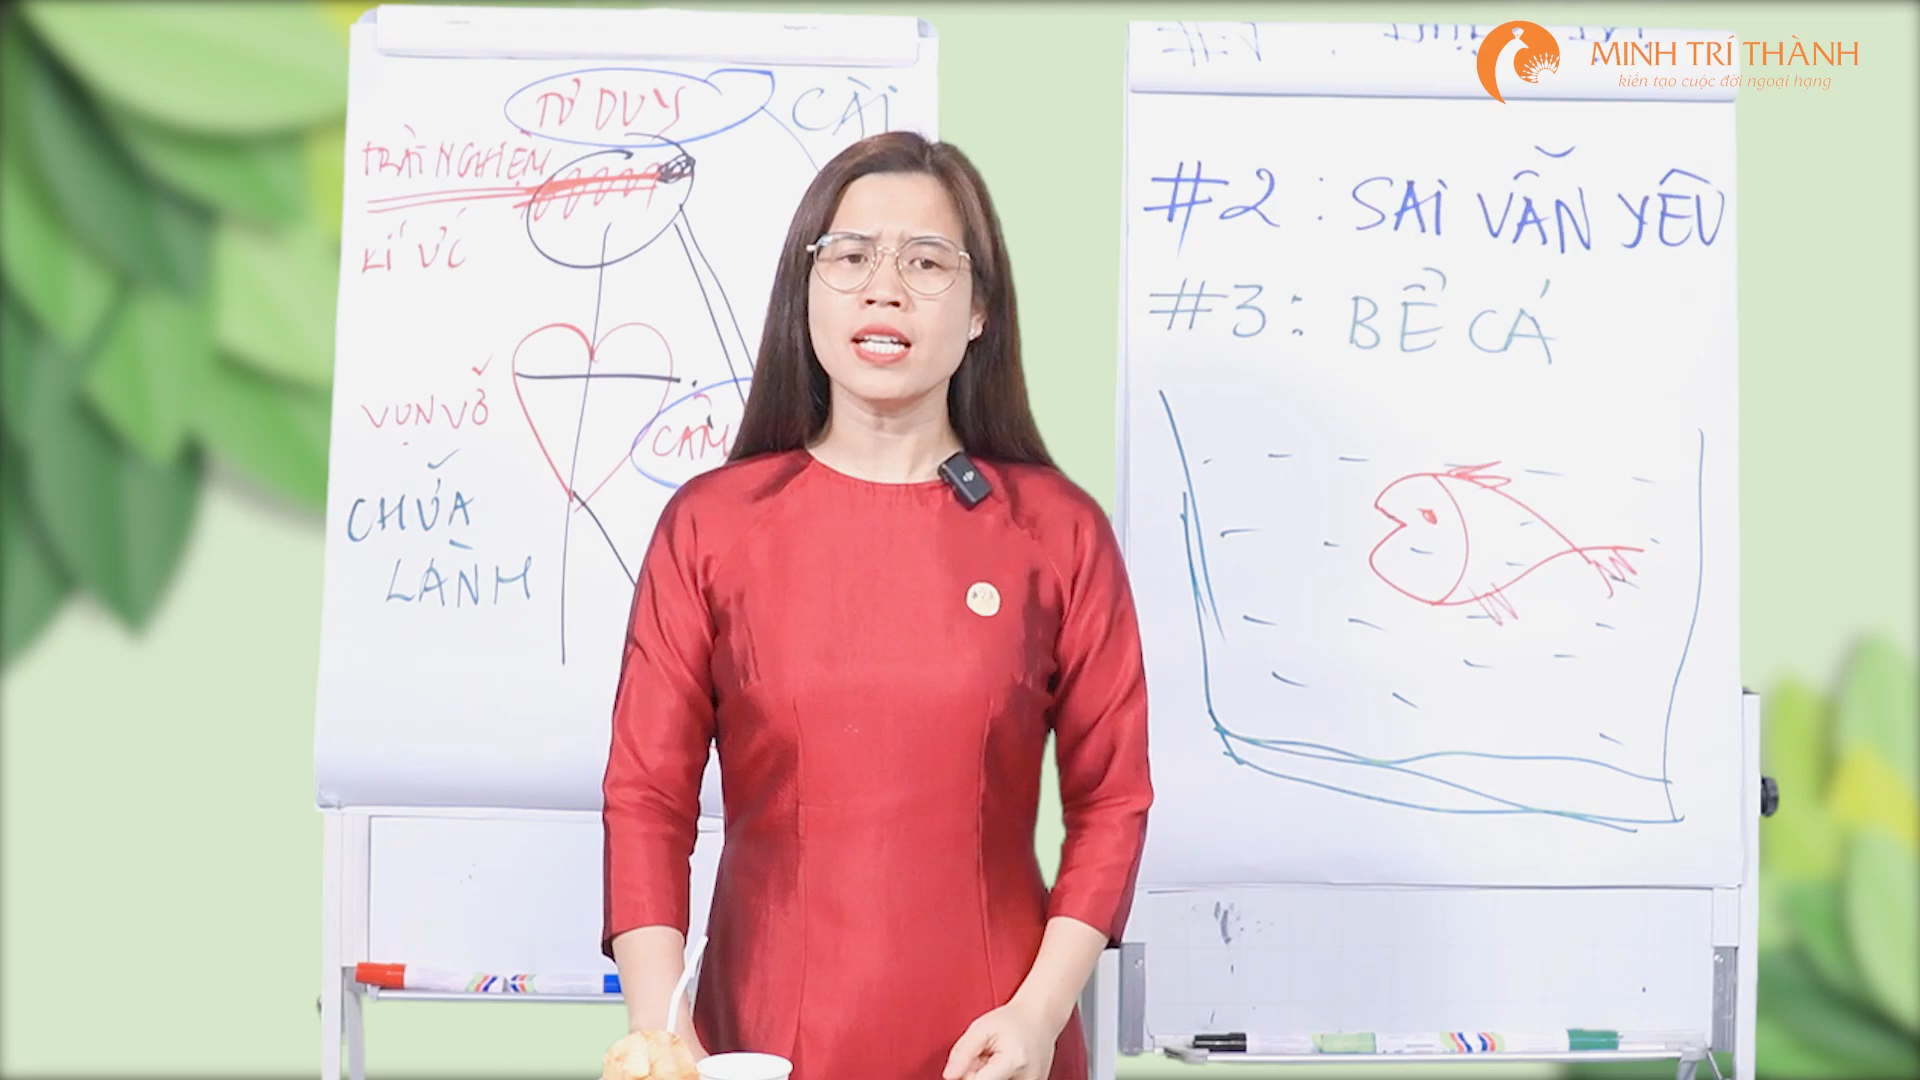 TƯ DUY
CÀI
TRẢI NGHIỆM
KÍ ỨC
VỤN VỠ
CHỮA
LÀNH
#2: SAI VẪN YÊU
#3: BỂ CÁ
MINH TRÍ THÀNH
kiến tạo cuộc đời ngoại hạng